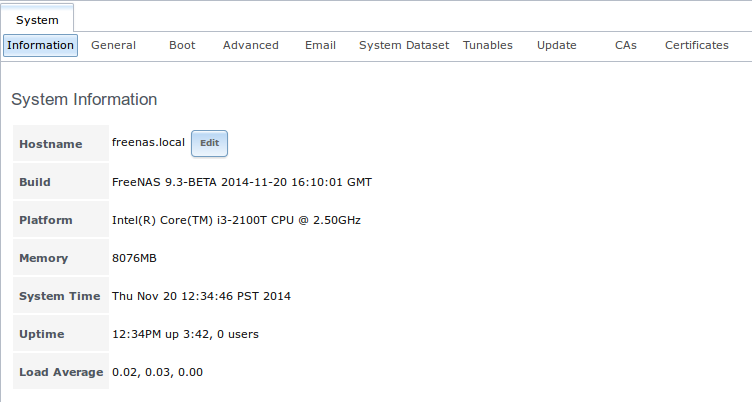 System
Information General Boot Advanced Email System Dataset Tunables Update CAs Certificates
System Information
Hostname freenas.local Edit
Build FreeNAS 9.3-BETA 2014-11-20 16:10:01 GMT
Platform Intel(R) Core(TM) i3-2100T CPU @ 2.50GHz
Memory 8076MB
System Time Thu Nov 20 12:34:46 PST 2014
Uptime 12:34PM up 3:42, 0 users
Load Average 0.02, 0.03, 0.00